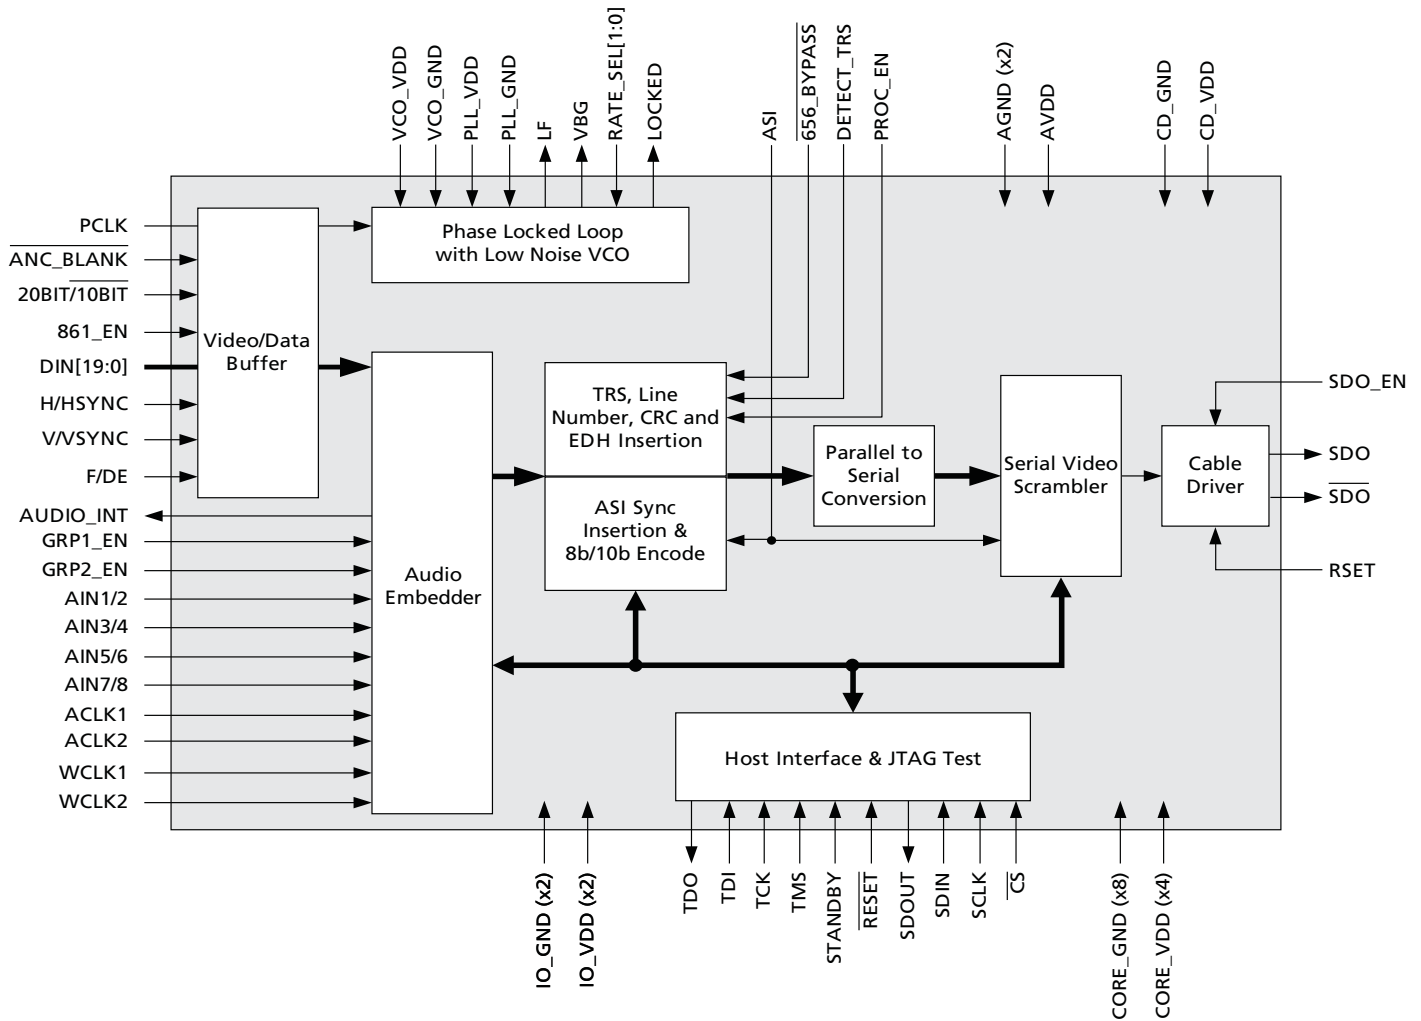 VCO_VDD
VCO_GND
PLL_VDD
PLL_GND
LF
VBG
RATE_SEL[1:0]
LOCKED
ASI
656_BYPASS
DETECT_TRS
PROC_EN
AGND (x2)
AVDD
CD_GND
CD_VDD
PCLK
ANC_BLANK
20BIT/10BIT
861_EN
DIN[19:0]
H/HSYNC
V/VSYNC
F/DE
AUDIO_INT
GRP1_EN
GRP2_EN
AIN1/2
AIN3/4
AIN5/6
AIN7/8
ACLK1
ACLK2
WCLK1
WCLK2
Video/Data
Buffer
Phase Locked Loop
with Low Noise VCO
Audio
Embedder
TRS, Line
Number, CRC and
EDH Insertion
ASI Sync
Insertion &
8b/10b Encode
Parallel to
Serial
Conversion
Serial Video
Scrambler
Cable
Driver
SDO_EN
SDO
SDO
RSET
Host Interface & JTAG Test
IO_GND (x2)
IO_VDD (x2)
TDO
TDI
TCK
TMS
STANDBY
RESET
SDOUT
SDIN
SCLK
CS
CORE_GND (x8)
CORE_VDD (x4)